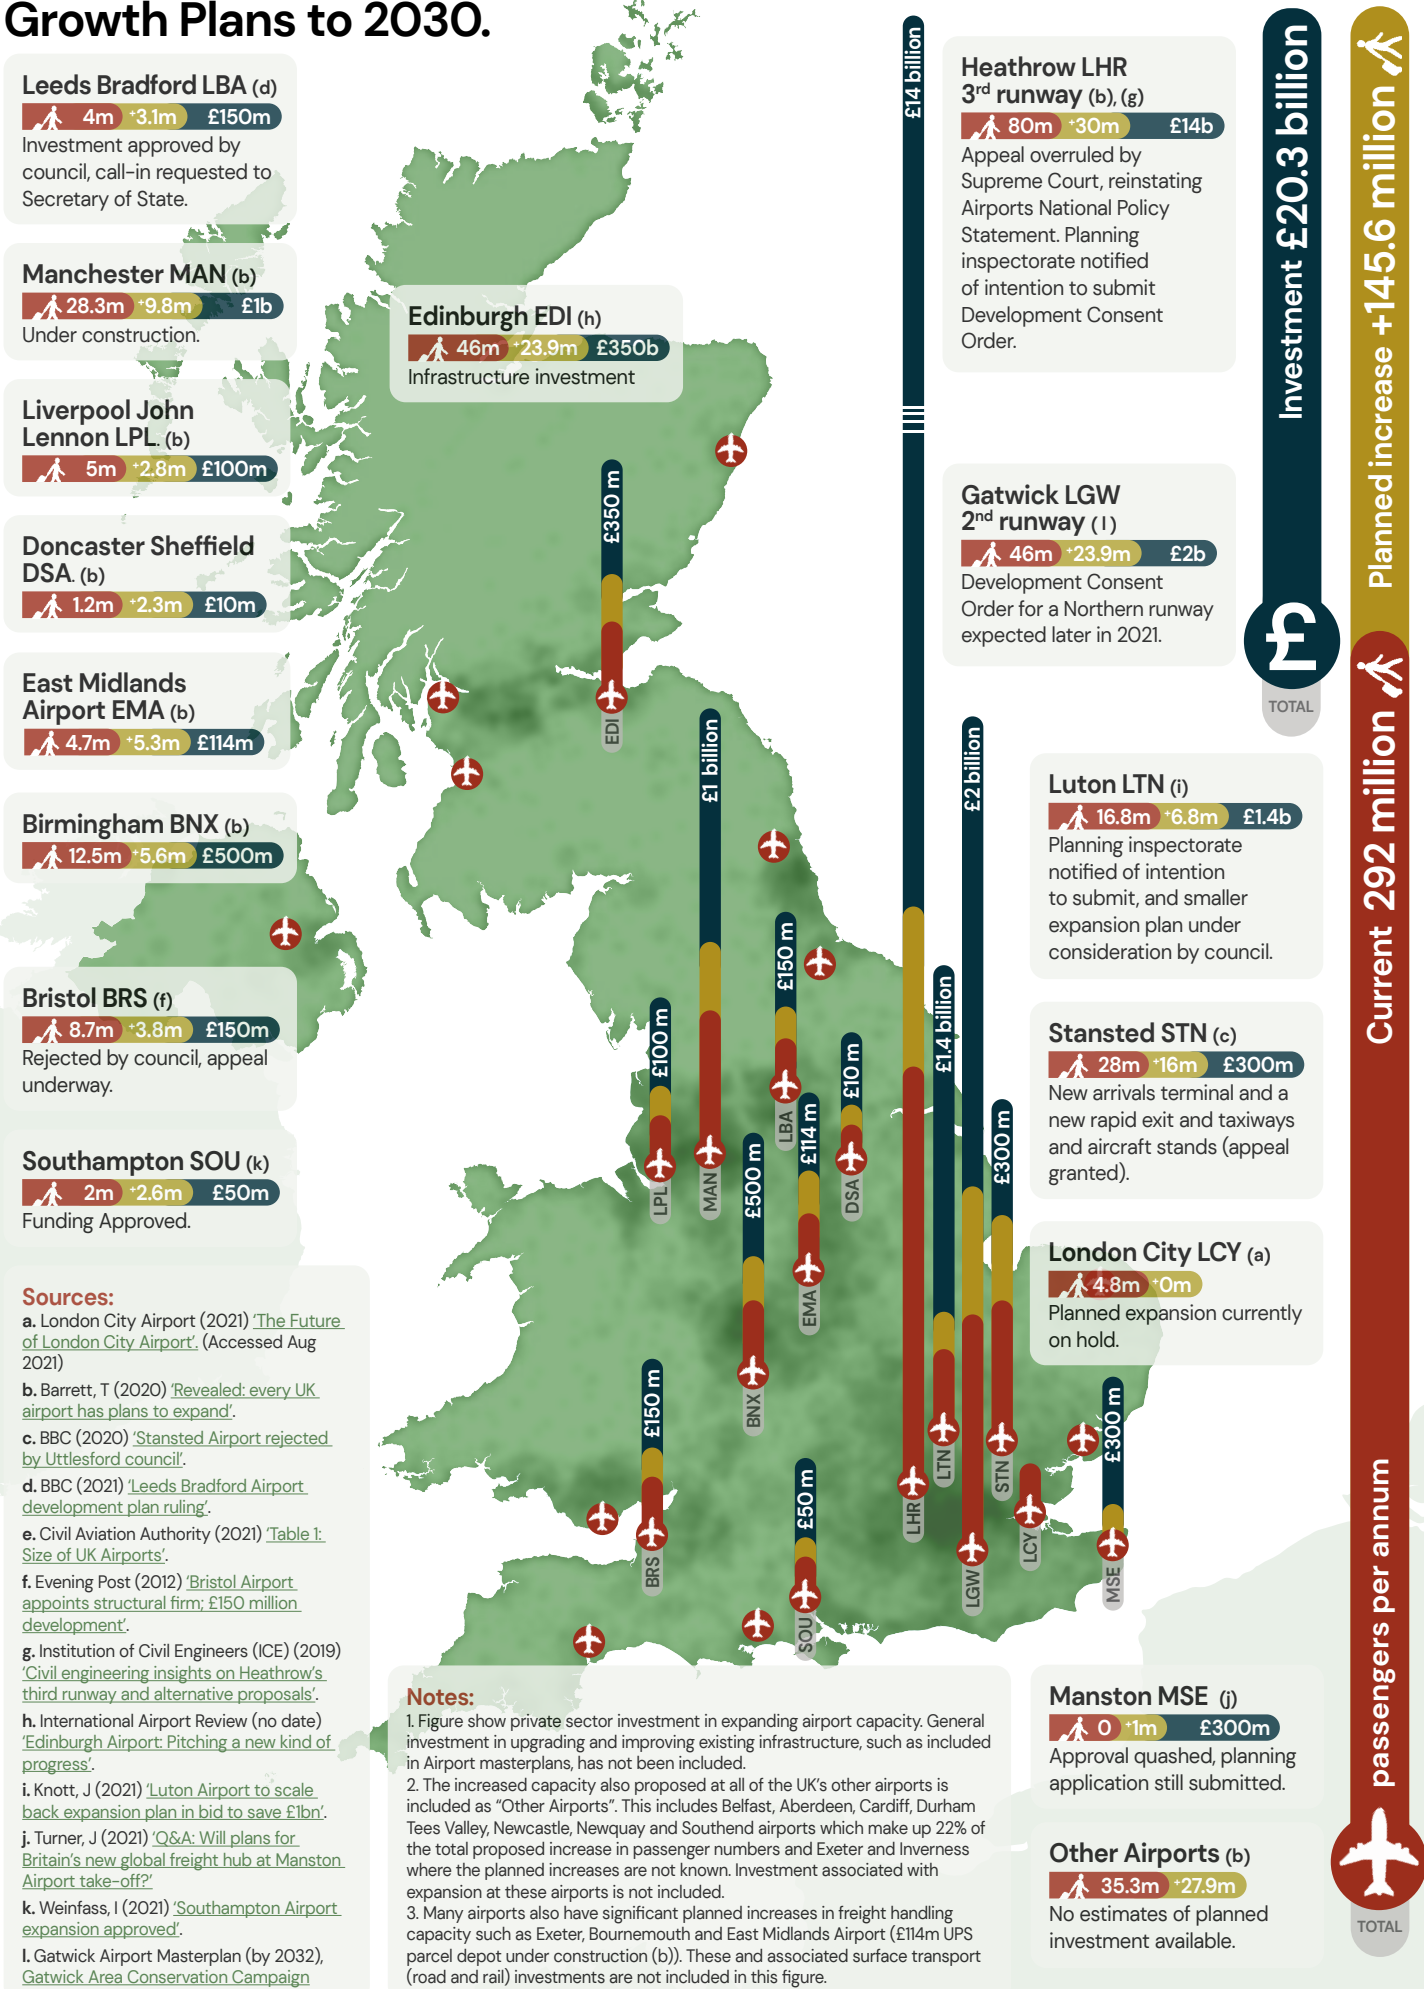 Growth Plans to 2030.
Leeds Bradford LBA (d)
4m +3.1m £150m
Investment approved by
council, call-in requested to
Secretary of State.
Manchester MAN (b)
28.3m +9.8m £1b
Under construction.
Liverpool John
Lennon LPL. (b)
5m +2.8m £100m
Doncaster Sheffield
DSA. (b)
1.2m +2.3m £10m
East Midlands
Airport EMA (b)
4.7m +5.3m £114m
Birmingham BNX (b)
12.5m +5.6m £500m
Bristol BRS (f)
8.7m +3.8m £150m
Rejected by council, appeal
underway.
Southampton SOU (k)
2m +2.6m £50m
Funding Approved.
Sources:
a. London City Airport (2021) ‘The Future
of London City Airport’. (Accessed Aug
2021)
b. Barrett, T (2020) ‘Revealed: every UK
airport has plans to expand’.
c. BBC (2020) ‘Stansted Airport rejected
by Uttlesford council’.
d. BBC (2021) ‘Leeds Bradford Airport
development plan ruling’.
e. Civil Aviation Authority (2021) ‘Table 1:
Size of UK Airports’.
f. Evening Post (2012) ‘Bristol Airport
appoints structural firm; £150 million
development’.
g. Institution of Civil Engineers (ICE) (2019)
‘Civil engineering insights on Heathrow’s
third runway and alternative proposals’.
h. International Airport Review (no date)
‘Edinburgh Airport: Pitching a new kind of
progress’.
i. Knott, J (2021) ‘Luton Airport to scale
back expansion plan in bid to save £1bn’.
j. Turner, J (2021) ‘Q&A: Will plans for
Britain’s new global freight hub at Manston
Airport take-off?’
k. Weinfass, I (2021) ‘Southampton Airport
expansion approved’.
l. Gatwick Airport Masterplan (by 2032),
Gatwick Area Conservation Campaign
Edinburgh EDI (h)
46m +23.9m £350b
Infrastructure investment
£350 m
EDI
£1 billion
MAN
£100 m
LPL
£150 m
LBA
£10 m
DSA
£114 m
EMA
£500 m
BNX
£150 m
BRS
£50 m
SOU
£14 billion
LHR
£1.4 billion
LTN
£2 billion
LGW
£300 m
STN
LCY
£300 m
MSE
Heathrow LHR
3rd runway (b), (g)
80m +30m £14b
Appeal overruled by
Supreme Court, reinstating
Airports National Policy
Statement. Planning
inspectorate notified
of intention to submit
Development Consent
Order.
Gatwick LGW
2nd runway ( l )
46m +23.9m £2b
Development Consent
Order for a Northern runway
expected later in 2021.
Luton LTN (i)
16.8m +6.8m £1.4b
Planning inspectorate
notified of intention
to submit, and smaller
expansion plan under
consideration by council.
Stansted STN (c)
28m +16m £300m
New arrivals terminal and a
new rapid exit and taxiways
and aircraft stands (appeal
granted).
London City LCY (a)
4.8m +0m
Planned expansion currently
on hold.
Manston MSE (j)
0 +1m £300m
Approval quashed, planning
application still submitted.
Other Airports (b)
35.3m +27.9m
No estimates of planned
investment available.
Notes:
1. Figure show private sector investment in expanding airport capacity. General
investment in upgrading and improving existing infrastructure, such as included
in Airport masterplans, has not been included.
2. The increased capacity also proposed at all of the UK’s other airports is
included as “Other Airports”. This includes Belfast, Aberdeen, Cardiff, Durham
Tees Valley, Newcastle, Newquay and Southend airports which make up 22% of
the total proposed increase in passenger numbers and Exeter and Inverness
where the planned increases are not known. Investment associated with
expansion at these airports is not included.
3. Many airports also have significant planned increases in freight handling
capacity such as Exeter, Bournemouth and East Midlands Airport (£114m UPS
parcel depot under construction (b)). These and associated surface transport
(road and rail) investments are not included in this figure.
Investment £20.3 billion
£
TOTAL
Planned increase +145.6 million
Current 292 million
passengers per annum
TOTAL